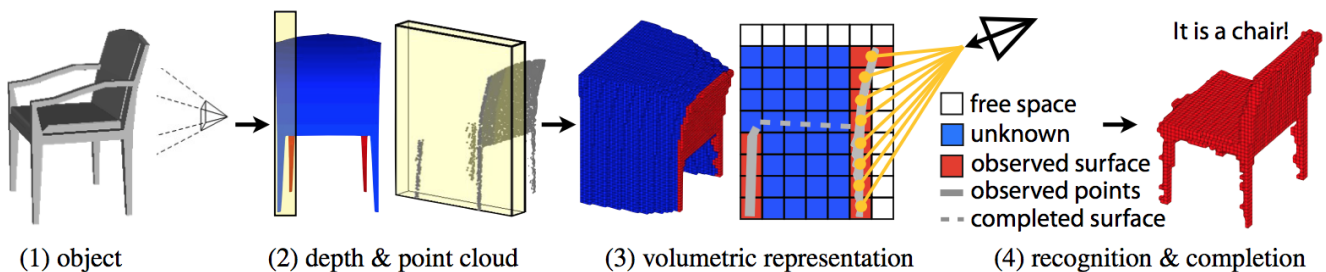 It is a chair!
free space
unknown
observed surface
observed points
completed surface
(1) object
(2) depth & point cloud
(3) volumetric representation
(4) recognition & completion